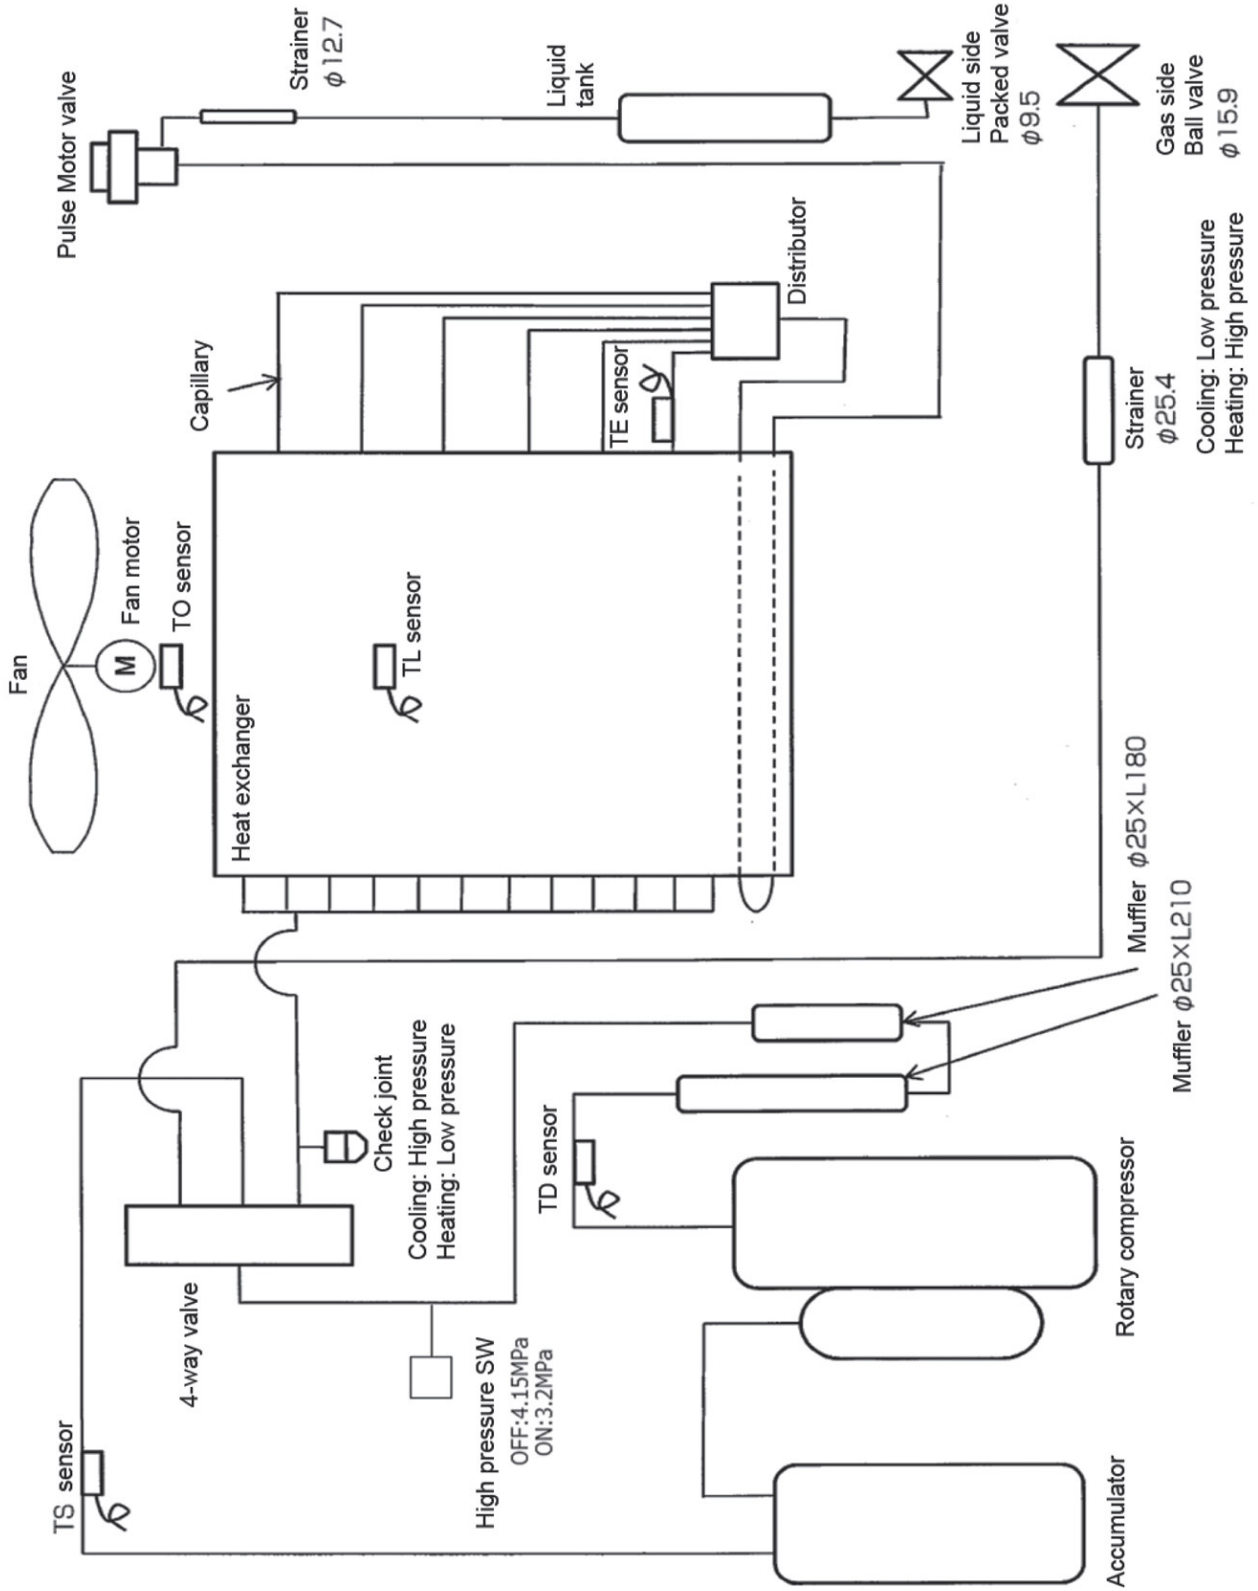 Fan
Fan motor
M
TO sensor
Heat exchanger
TL sensor
Capillary
TE sensor
Distributor
Pulse Motor valve
Strainer
φ12.7
Liquid
tank
Liquid side
Packed valve
φ9.5
Gas side
Ball valve
φ15.9
Strainer
φ25.4
Cooling: Low pressure
Heating: High pressure
TS sensor
4-way valve
Check joint
Cooling: High pressure
Heating: Low pressure
High pressure SW
OFF:4.15MPa
ON:3.2MPa
TD sensor
Muffler φ25×L180
Muffler φ25×L210
Accumulator
Rotary compressor